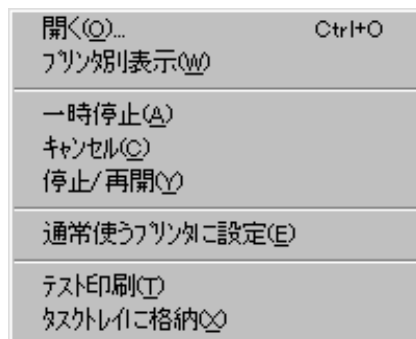 開く(O)... Ctrl+O
ﾌﾟﾘﾝﾀ別表示(W)
一時停止(A)
ｷｬﾝｾﾙ(C)
停止/再開(Y)
通常使うﾌﾟﾘﾝﾀに設定(E)
ﾃｽﾄ印刷(T)
ﾀｽｸﾄﾚｲに格納(X)